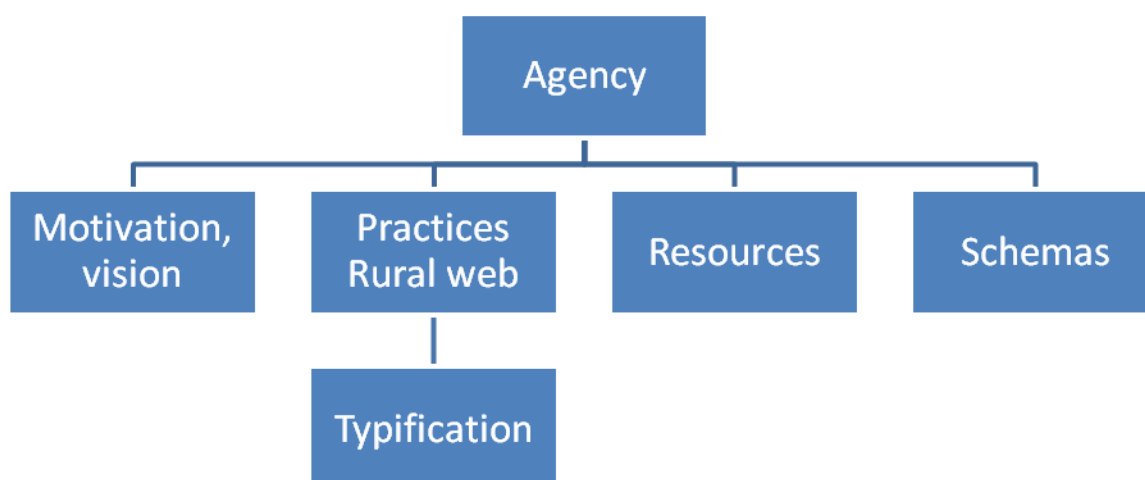 Agency
Motivation,
vision
Practices
Rural web
Resources
Schemas
Typification